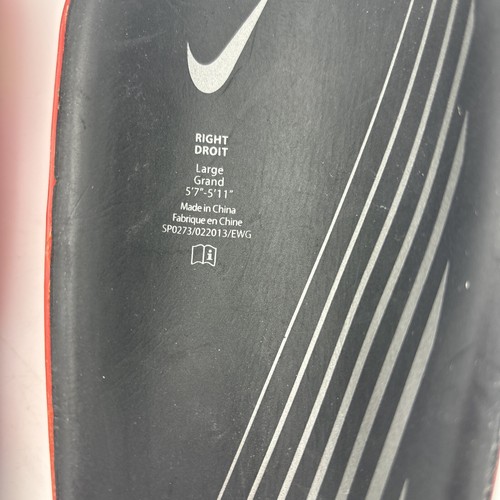 RIGHT
DROIT
Large
Grand
5'7"-5'11"
Made in China
Fabrique en Chine
SP0273/022013/EWG